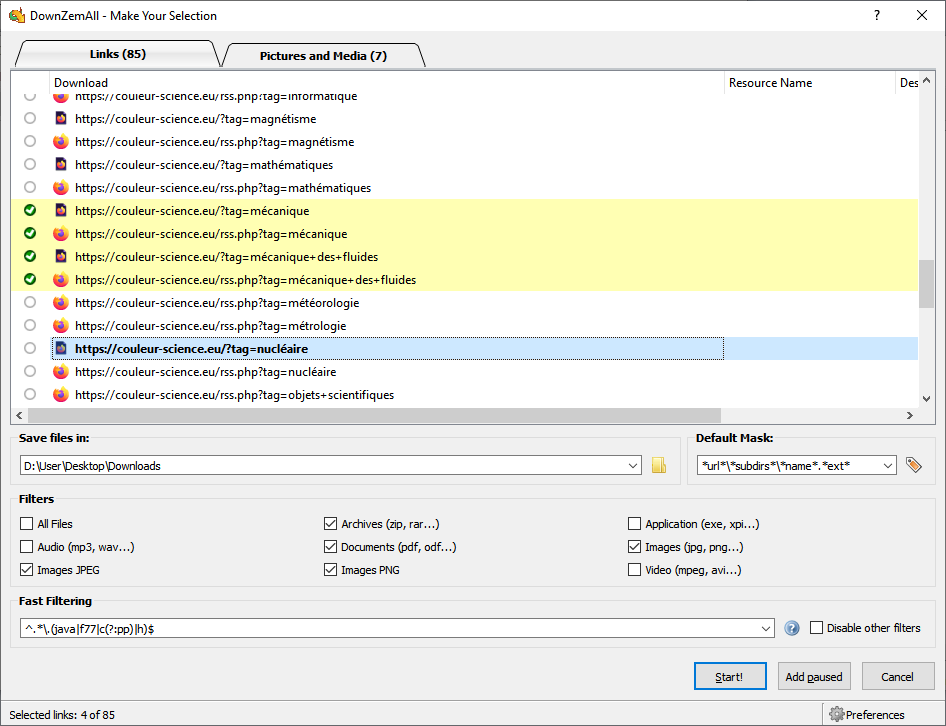 DownZemAll - Make Your Selection
Links (85)
Pictures and Media (7)
Download Resource Name Des
https://couleur-science.eu/rss.php?tag=informatique
https://couleur-science.eu/?tag=magnétisme
https://couleur-science.eu/rss.php?tag=magnétisme
https://couleur-science.eu/?tag=mathématiques
https://couleur-science.eu/rss.php?tag=mathématiques
https://couleur-science.eu/?tag=mécanique
https://couleur-science.eu/rss.php?tag=mécanique
https://couleur-science.eu/?tag=mécanique+des+fluides
https://couleur-science.eu/rss.php?tag=mécanique+des+fluides
https://couleur-science.eu/rss.php?tag=météorologie
https://couleur-science.eu/rss.php?tag=métrologie
https://couleur-science.eu/?tag=nucléaire
https://couleur-science.eu/rss.php?tag=nucléaire
https://couleur-science.eu/rss.php?tag=objets+scientifiques
Save files in: Default Mask:
D:\User\Desktop\Downloads *url*\*subdirs*\*name*.*ext*
Filters
All Files Archives (zip, rar...) Application (exe, xpi...)
Audio (mp3, wav...) Documents (pdf, odf...) Images (jpg, png...)
Images JPEG Images PNG Video (mpeg, avi...)
Fast Filtering
^.*\.(java|f77|c(?:pp)|h)$ ? Disable other filters
Start! Add paused Cancel
Selected links: 4 of 85 Preferences